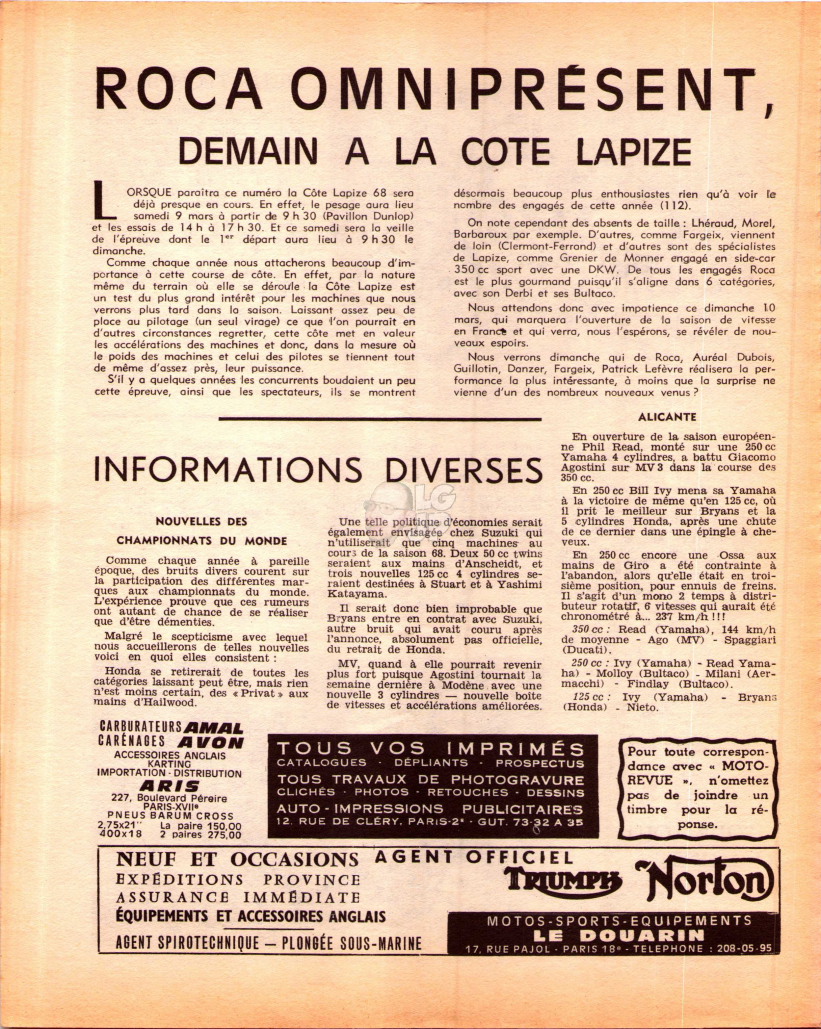 ROCA OMNIPRÉSENT,
DEMAIN A LA COTE LAPIZE
LORSQUE paraîtra ce numéro la Côte Lapize 68 sera
déjà presque en cours. En effet, le pesage aura lieu
samedi 9 mars à partir de 9 h 30 (Pavillon Dunlop)
et les essais de 14 h à 17 h 30. Et ce samedi sera la veille
de l'épreuve dont le 1er départ aura lieu à 9 h 30 le
dimanche.
Comme chaque année nous attacherons beaucoup d'im-
portance à cette course de côte. En effet, par la nature
même du terrain où elle se déroule la Côte Lapize est
un test du plus grand intérêt pour les machines que nous
verrons plus tard dans la saison. Laissant assez peu de
place au pilotage (un seul virage) ce que l'on pourrait en
d'autres circonstances regretter, cette côte met en valeur
les accélérations des machines et donc, dans la mesure où
le poids des machines et celui des pilotes se tiennent tout
de même d'assez près, leur puissance.
S'il y a quelques années les concurrents boudaient un peu
cette épreuve, ainsi que les spectateurs, ils se montrent
désormais beaucoup plus enthousiastes rien qu'à voir le
nombre des engagés de cette année (112).
On note cependant des absents de taille : Lhéraud, Morel,
Barbaroux par exemple. D'autres, comme Fargeix, viennent
de loin (Clermont-Ferrand) et d'autres sont des spécialistes
de Lapize, comme Grenier de Monner engagé en side-car
350 cc sport avec une DKW. De tous les engagés Roca
est le plus gourmand puisqu'il s'aligne dans 6 catégories,
avec son Derbi et ses Bultaco.
Nous attendons donc avec impatience ce dimanche 10
mars, qui marquera l'ouverture de la saison de vitesse
en France et qui verra, nous l'espérons, se révéler de nou-
veaux espoirs.
Nous verrons dimanche qui de Roca, Auréal Dubois,
Guillotin, Danzer, Fargeix, Patrick Lefèvre réalisera la per-
formance la plus intéressante, à moins que la surprise ne
vienne d'un des nombreux nouveaux venus ?
INFORMATIONS DIVERSES
NOUVELLES DES
CHAMPIONNATS DU MONDE
Comme chaque année à pareille
époque, des bruits divers courent sur
la participation des différentes mar-
ques aux championnats du monde.
L'expérience prouve que ces rumeurs
ont autant de chance de se réaliser
que d'être démenties.
Malgré le scepticisme avec lequel
nous accueillerons de telles nouvelles
voici en quoi elles consistent :
Honda se retirerait de toutes les
catégories laissant peut être, mais rien
n'est moins certain, des « Privat » aux
mains d'Hailwood.
Une telle politique d'économies serait
également envisagée chez Suzuki qui
n'utiliserait que cinq machines au
cours de la saison 68. Deux 50 cc twins
seraient aux mains d'Anscheidt, et
trois nouvelles 125 cc 4 cylindres se-
raient destinées à Stuart et à Yashimi
Katayama.
Il serait donc bien improbable que
Bryans entre en contrat avec Suzuki,
autre bruit qui avait couru après
l'annonce, absolument pas officielle,
du retrait de Honda.
MV, quand à elle pourrait revenir
plus fort puisque Agostini tournait la
semaine dernière à Modène avec une
nouvelle 3 cylindres — nouvelle boîte
de vitesses et accélérations améliorées.
ALICANTE
En ouverture de la saison européen-
ne Phil Read, monté sur une 250 cc
Yamaha 4 cylindres, a battu Giacomo
Agostini sur MV 3 dans la course des
350 cc.
En 250 cc Bill Ivy mena sa Yamaha
à la victoire de même qu'en 125 cc, où
il prit le meilleur sur Bryans et la
5 cylindres Honda, après une chute
de ce dernier dans une épingle à che-
veux.
En 250 cc encore une Ossa aux
mains de Giro a été contrainte à
l'abandon, alors qu'elle était en troi-
sième position, pour ennuis de freins.
Il s'agit d'un mono 2 temps à distri-
buteur rotatif, 6 vitesses qui aurait été
chronométré à... 237 km/h !!!
350 cc : Read (Yamaha), 144 km/h
de moyenne - Ago (MV) - Spaggiari
(Ducati).
250 cc : Ivy (Yamaha) - Read Yama-
ha) - Molloy (Bultaco) - Milani (Aer-
macchi) - Findlay (Bultaco).
125 cc : Ivy (Yamaha) - Bryans
(Honda) - Nieto.
CARBURATEURS AMAL
CARÉNAGES AVON
ACCESSOIRES ANGLAIS
KARTING
IMPORTATION - DISTRIBUTION
ARIS
227, Boulevard Péreire
PARIS-XVIIe
PNEUS BARUM CROSS
2,75x21" La paire 150,00
400x18 2 paires 275,00
TOUS VOS IMPRIMÉS
CATALOGUES · DÉPLIANTS · PROSPECTUS
TOUS TRAVAUX DE PHOTOGRAVURE
CLICHÉS · PHOTOS · RETOUCHES · DESSINS
AUTO-IMPRESSIONS PUBLICITAIRES
12, RUE DE CLÉRY, PARIS-2e · GUT. 73-32 A 35
Pour toute correspon-
dance avec « MOTO-
REVUE », n'omettez
pas de joindre un
timbre pour la ré-
ponse.
NEUF ET OCCASIONS
EXPÉDITIONS PROVINCE
ASSURANCE IMMÉDIATE
ÉQUIPEMENTS ET ACCESSOIRES ANGLAIS
AGENT SPIROTECHNIQUE — PLONGÉE SOUS-MARINE
AGENT OFFICIEL
TRIUMPH Norton
MOTOS-SPORTS-EQUIPEMENTS
LE DOUARIN
17, RUE PAJOL - PARIS 18e - TELEPHONE : 208-05-95